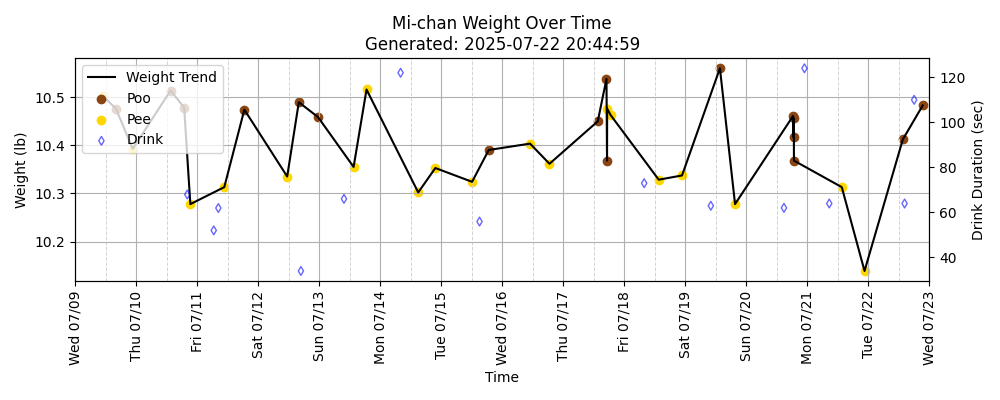 Mi-chan Weight Over Time
Generated: 2025-07-22 20:44:59
Weight Trend
Poo
Pee
Drink
Weight (lb)
10.5
10.4
10.3
10.2
Drink Duration (sec)
120
100
80
60
40
Wed 07/09
Thu 07/10
Fri 07/11
Sat 07/12
Sun 07/13
Mon 07/14
Tue 07/15
Wed 07/16
Thu 07/17
Fri 07/18
Sat 07/19
Sun 07/20
Mon 07/21
Tue 07/22
Wed 07/23
Time